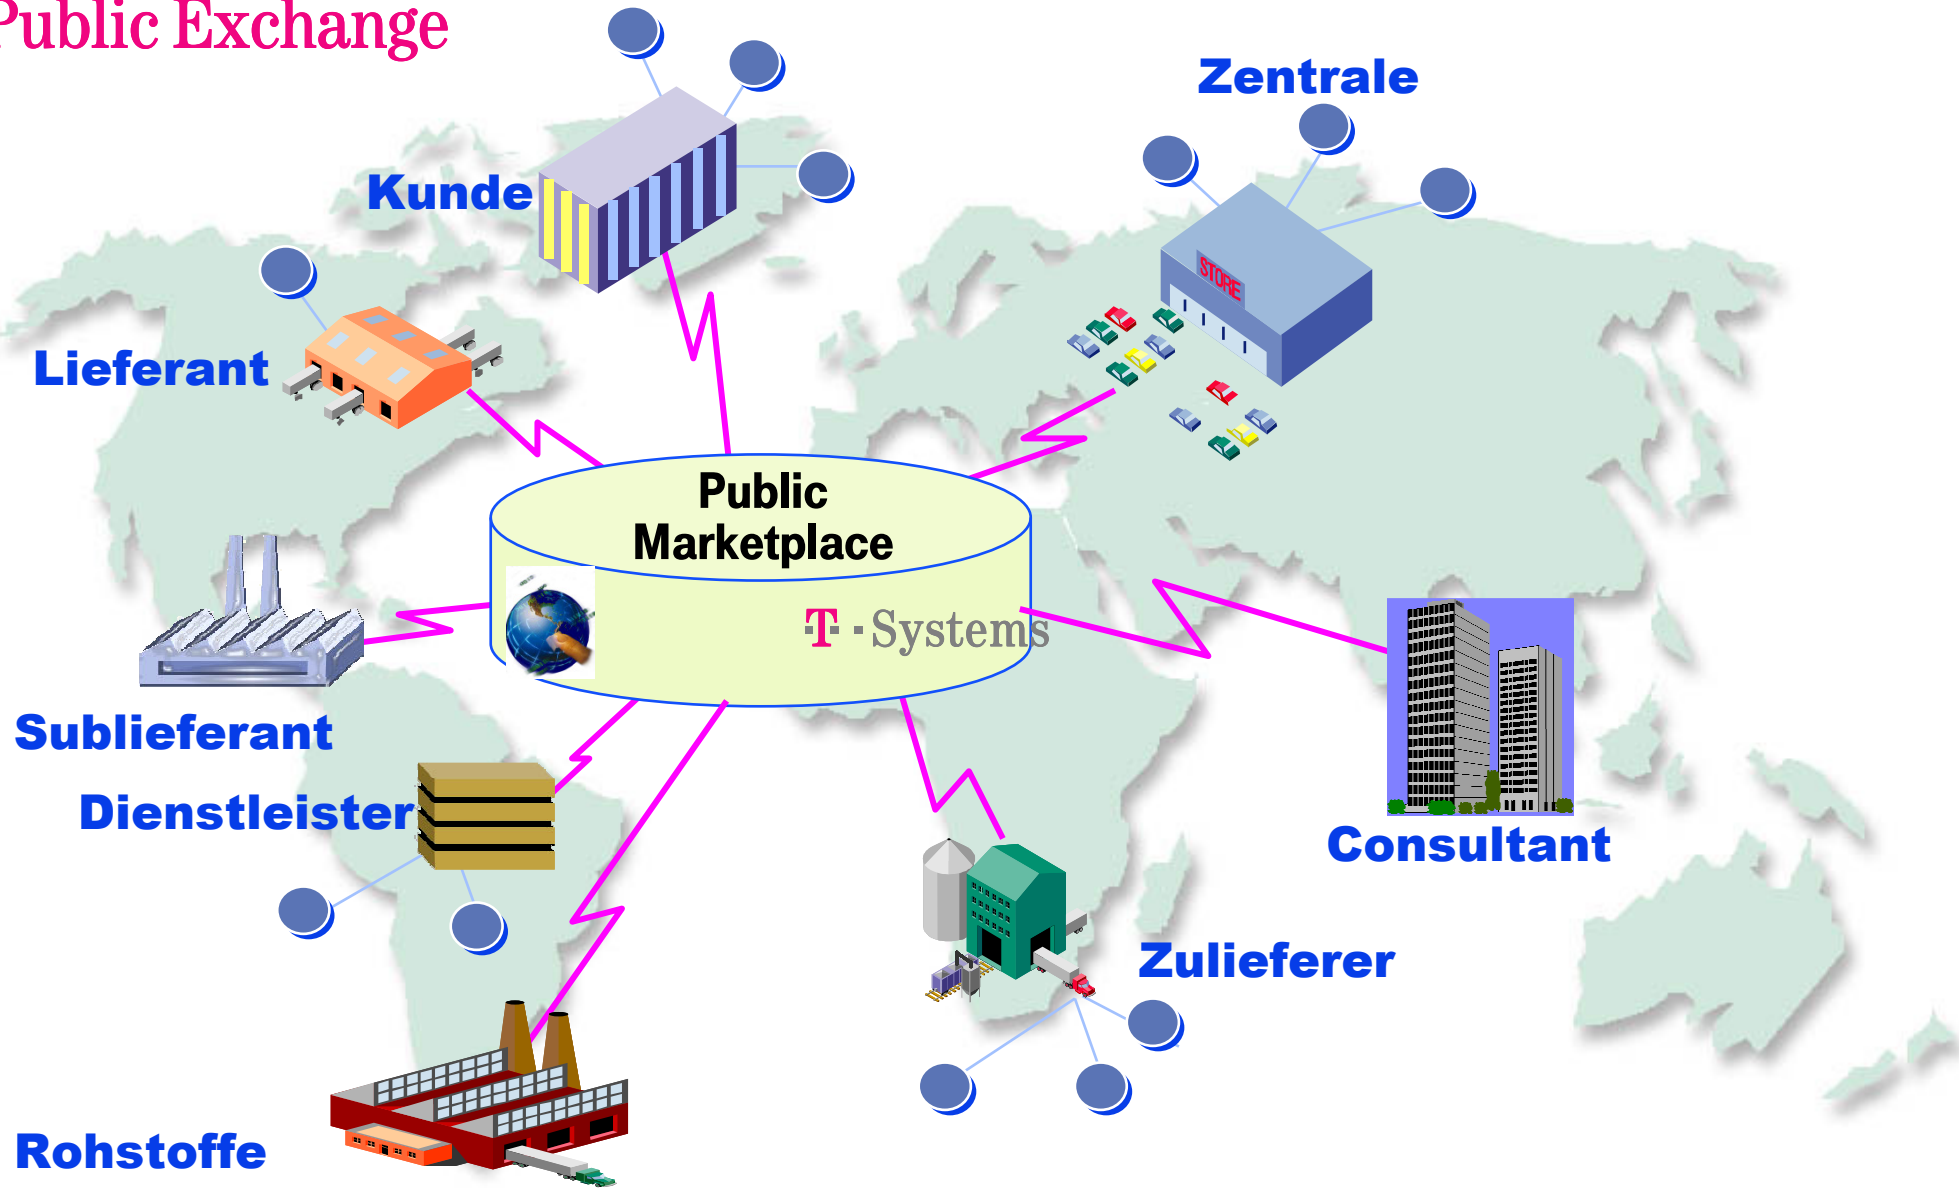 Public Exchange
Zentrale
Kunde
STORE
Lieferant
Public
Marketplace
T · Systems
Sublieferant
Dienstleister
Consultant
Zulieferer
Rohstoffe